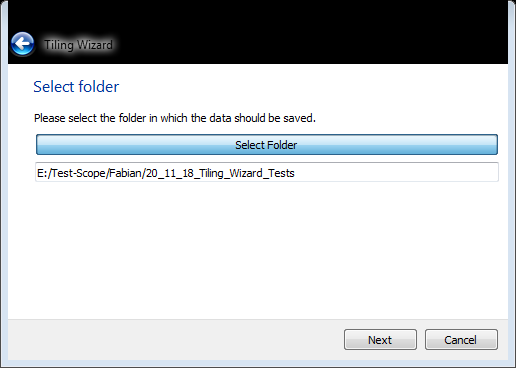 Tiling Wizard
Select folder
Please select the folder in which the data should be saved.
Select Folder
E:/Test-Scope/Fabian/20_11_18_Tiling_Wizard_Tests
Next
Cancel